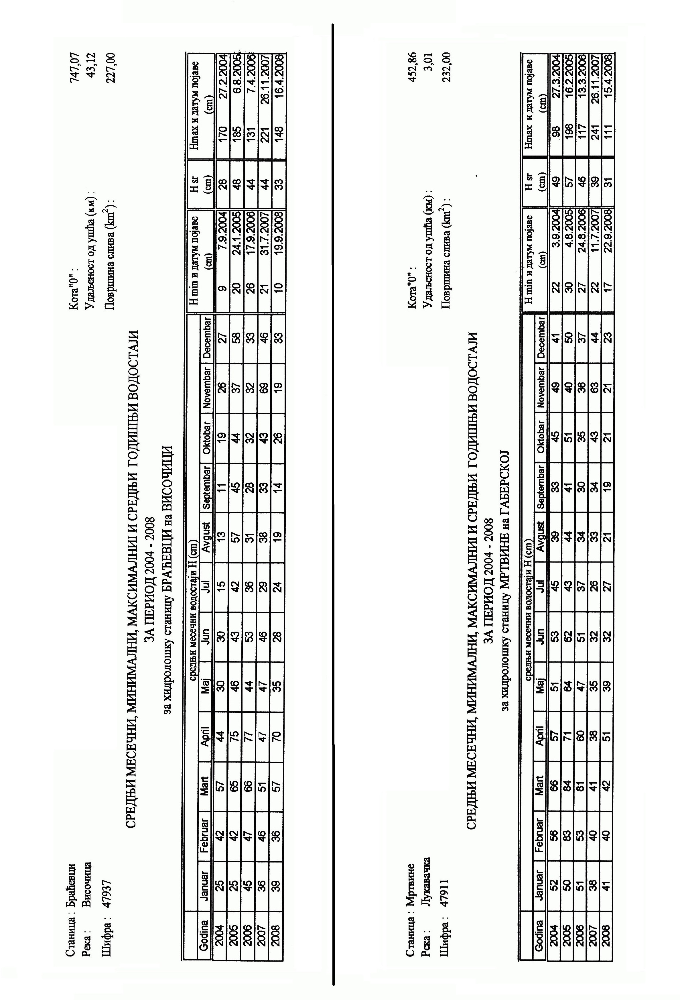 Станица : Браћевци Кота"0" : 747,07
Река : Височица Удаљеност од ушћа (км) : 43,12
Шифра : 47937 Површина слива (km²) : 227,00
СРЕДЊИ МЕСЕЧНИ, МИНИМАЛНИ, МАКСИМАЛНИ И СРЕДЊИ ГОДИШЊИ ВОДОСТАЈИ
ЗА ПЕРИОД 2004 - 2008
за хидролошку станицу БРАЋЕВЦИ на ВИСОЧИЦИ
средњи месечни водостаји H (cm) H min и датум појаве H sr Hmax и датум појаве
Godina Januar Februar Mart April Maj Jun Jul Avgust Septembar Oktobar Novembar Decembar (cm) (cm) (cm)
2004 25 42 57 44 30 30 15 13 11 19 26 27 9 7.9.2004 28 170 27.2.2004
2005 25 42 65 75 46 43 42 57 45 44 37 58 20 24.1.2005 48 185 6.8.2005
2006 45 47 66 77 44 53 36 31 28 32 32 33 26 17.9.2006 44 131 7.4.2006
2007 36 46 51 47 47 46 29 38 33 43 69 46 21 31.7.2007 44 221 26.11.2007
2008 39 36 57 70 35 28 24 19 14 26 19 33 10 19.9.2008 33 148 16.4.2008
Станица : Мртвине Кота"0" : 452,86
Река : Лукавачка Удаљеност од ушћа (км) : 3,01
Шифра : 47911 Површина слива (km²) : 232,00
СРЕДЊИ МЕСЕЧНИ, МИНИМАЛНИ, МАКСИМАЛНИ И СРЕДЊИ ГОДИШЊИ ВОДОСТАЈИ
ЗА ПЕРИОД 2004 - 2008
за хидролошку станицу МРТВИНЕ на ГАБЕРСКОЈ
средњи месечни водостаји H (cm) H min и датум појаве H sr Hmax и датум појаве
Godina Januar Februar Mart April Maj Jun Jul Avgust Septembar Oktobar Novembar Decembar (cm) (cm) (cm)
2004 52 56 66 57 51 53 45 39 33 45 49 41 22 3.9.2004 49 98 27.3.2004
2005 50 83 84 71 64 62 43 44 41 51 40 50 30 4.8.2005 57 198 16.2.2005
2006 51 53 81 60 47 51 37 34 30 35 36 37 27 24.8.2006 46 117 13.3.2006
2007 38 40 41 38 35 32 26 33 34 43 63 44 22 11.7.2007 39 241 26.11.2007
2008 41 40 42 51 39 32 27 21 19 21 21 23 17 22.9.2008 31 111 15.4.2008